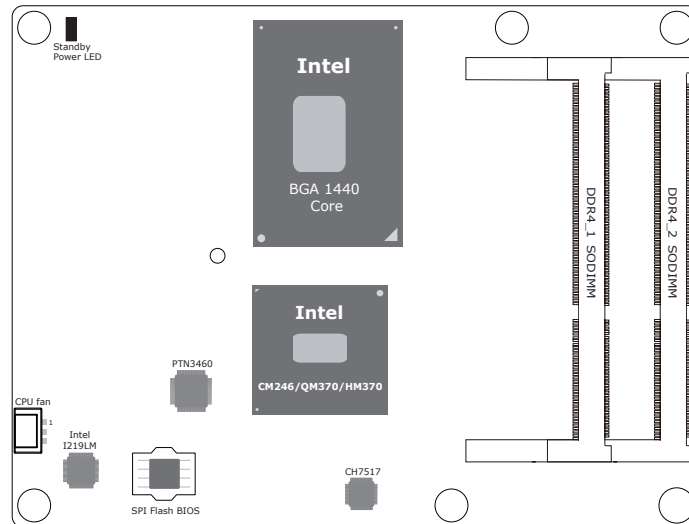 Standby
Power LED
Intel
BGA 1440
Core
DDR4_1 SODIMM
DDR4_2 SODIMM
Intel
CM246/QM370/HM370
PTN3460
CPU fan
1
Intel
I219LM
SPI Flash BIOS
CH7517